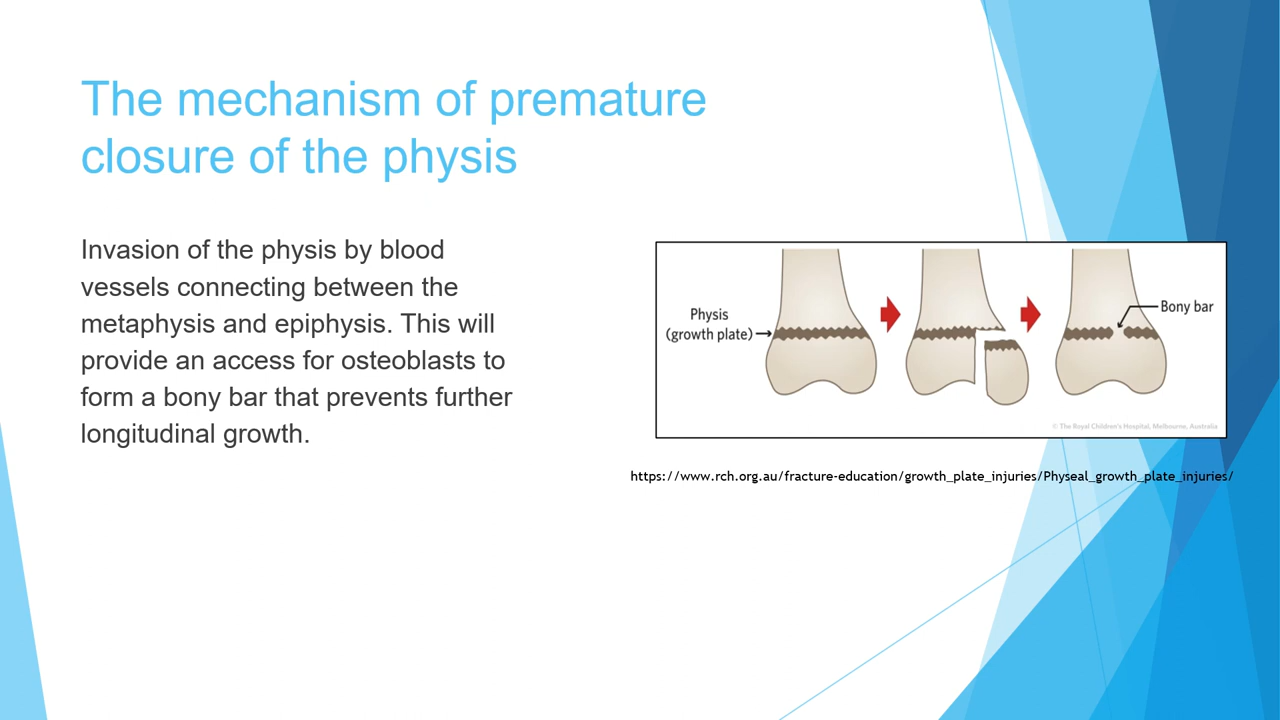 The mechanism of premature
closure of the physis
Invasion of the physis by blood
vessels connecting between the
metaphysis and epiphysis. This will
provide an access for osteoblasts to
form a bony bar that prevents further
longitudinal growth.
Physis
(growth plate)
Bony bar
© The Royal Children's Hospital, Melbourne, Australia
https://www.rch.org.au/fracture-education/growth_plate_injuries/Physeal_growth_plate_injuries/